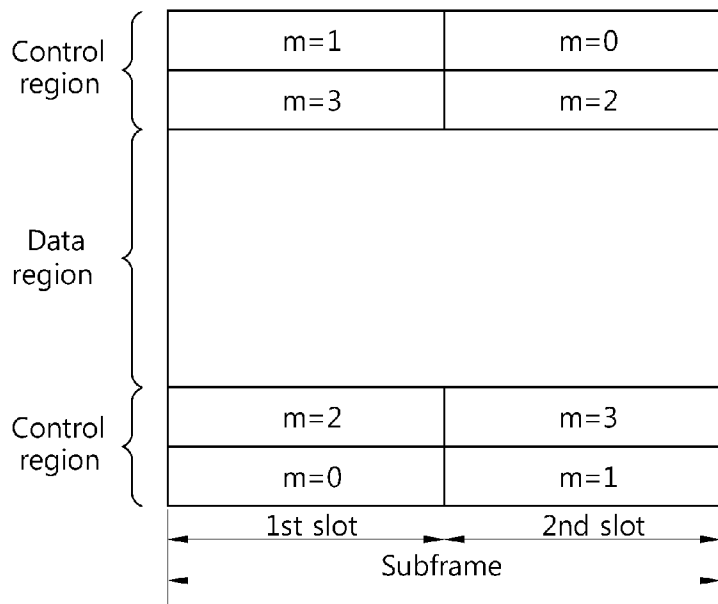 Control
region
m=1
m=0
m=3
m=2
Data
region
Control
region
m=2
m=3
m=0
m=1
1st slot
2nd slot
Subframe